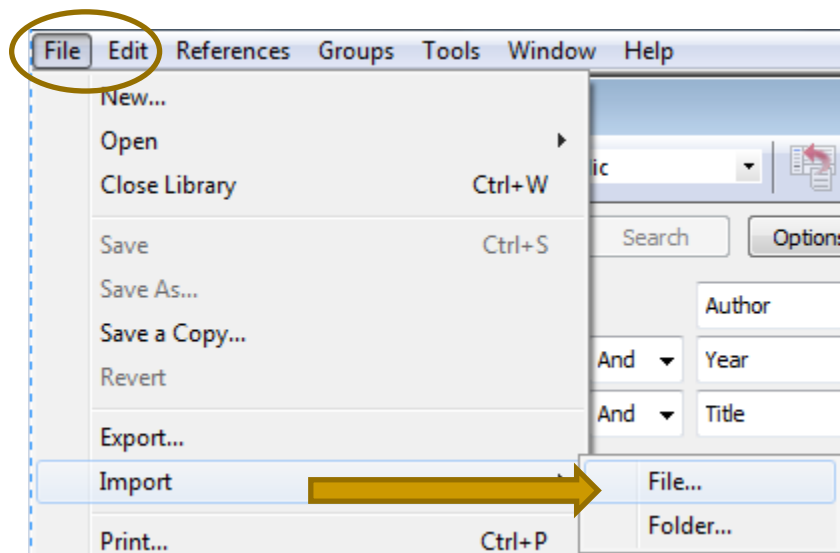 File Edit References Groups Tools Window Help
New...
Open
Close Library Ctrl+W
ic
Save Ctrl+S
Search Options
Save As...
Author
Save a Copy...
And Year
Revert
And Title
Export...
Import
File...
Folder...
Print... Ctrl+P